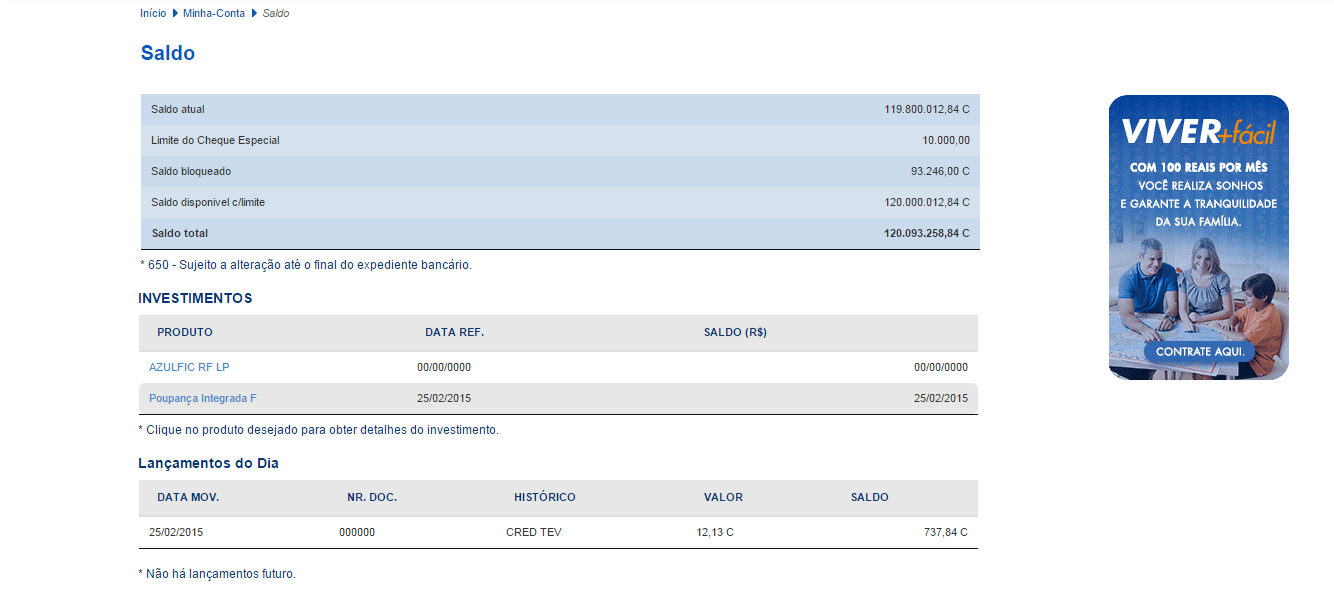 Início Minha-Conta Saldo
Saldo
Saldo atual 119.800.012,84 C
Limite do Cheque Especial 10.000,00
Saldo bloqueado 93.246,00 C
Saldo disponivel c/limite 120.000.012,84 C
Saldo total 120.093.258,84 C
* 650 - Sujeito a alteração até o final do expediente bancário.
INVESTIMENTOS
PRODUTO DATA REF. SALDO (R$)
AZULFIC RF LP 00/00/0000 00/00/0000
Poupança Integrada F 25/02/2015 25/02/2015
* Clique no produto desejado para obter detalhes do investimento.
Lançamentos do Dia
DATA MOV. NR. DOC. HISTÓRICO VALOR SALDO
25/02/2015 000000 CRED TEV 12,13 C 737,84 C
* Não há lançamentos futuro.
VIVER+fácil
COM 100 REAIS POR MÊS
VOCÊ REALIZA SONHOS
E GARANTE A TRANQUILIDADE
DA SUA FAMÍLIA.
CONTRATE AQUI.